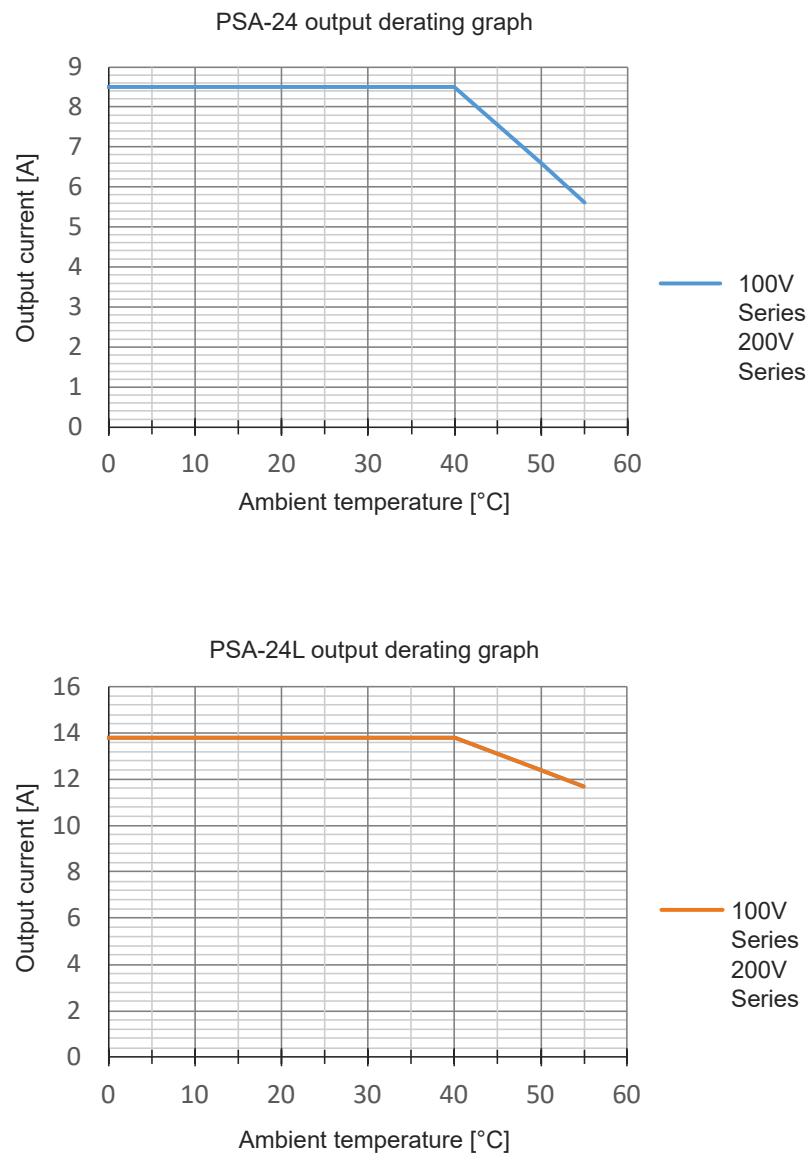 PSA-24 output derating graph
9
8
7
6
5
4
3
2
1
0
Output current [A]
0 10 20 30 40 50 60
Ambient temperature [°C]
100V
Series
200V
Series
PSA-24L output derating graph
16
14
12
10
8
6
4
2
0
Output current [A]
0 10 20 30 40 50 60
Ambient temperature [°C]
100V
Series
200V
Series